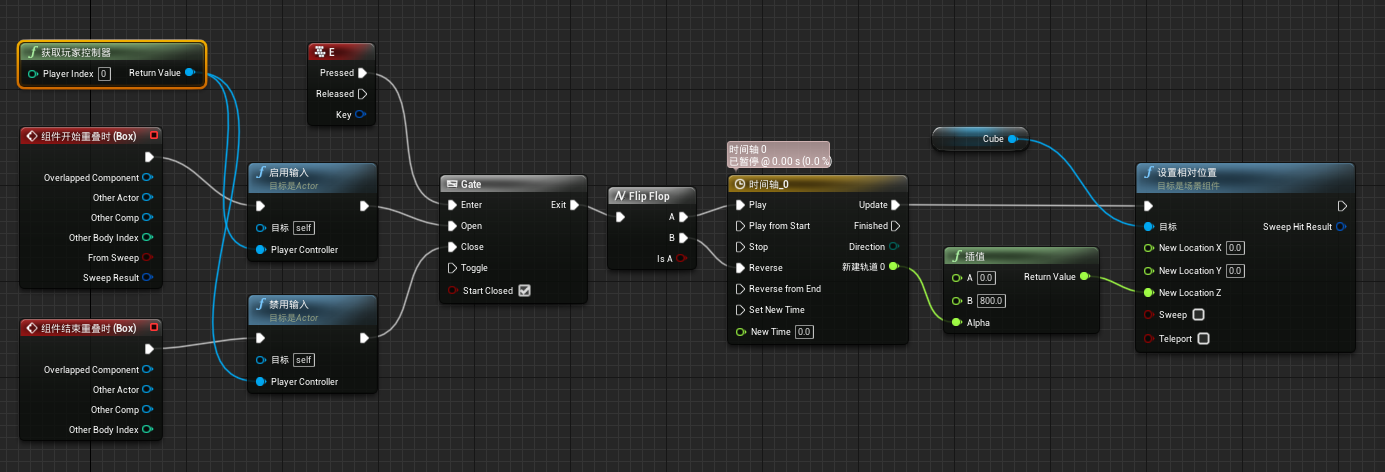 获取玩家控制器
Player Index 0 Return Value
E
Pressed
Released
Key
组件开始重叠时 (Box)
Overlapped Component
Other Actor
Other Comp
Other Body Index
From Sweep
Sweep Result
组件结束重叠时 (Box)
Overlapped Component
Other Actor
Other Comp
Other Body Index
启用输入
目标是Actor
目标 self
Player Controller
禁用输入
目标是Actor
目标 self
Player Controller
Gate
Enter Exit
Open
Close
Toggle
Start Closed
Flip Flop
A
B
Is A
时间轴 0
已暂停 @ 0.00 s (0.0 %)
时间轴_0
Play Update
Play from Start Finished
Stop Direction
Reverse 新建轨道 0
Reverse from End
Set New Time
New Time 0.0
Cube
插值
A 0.0 Return Value
B 800.0
Alpha
设置相对位置
目标是场景组件
目标 Sweep Hit Result
New Location X 0.0
New Location Y 0.0
New Location Z
Sweep
Teleport